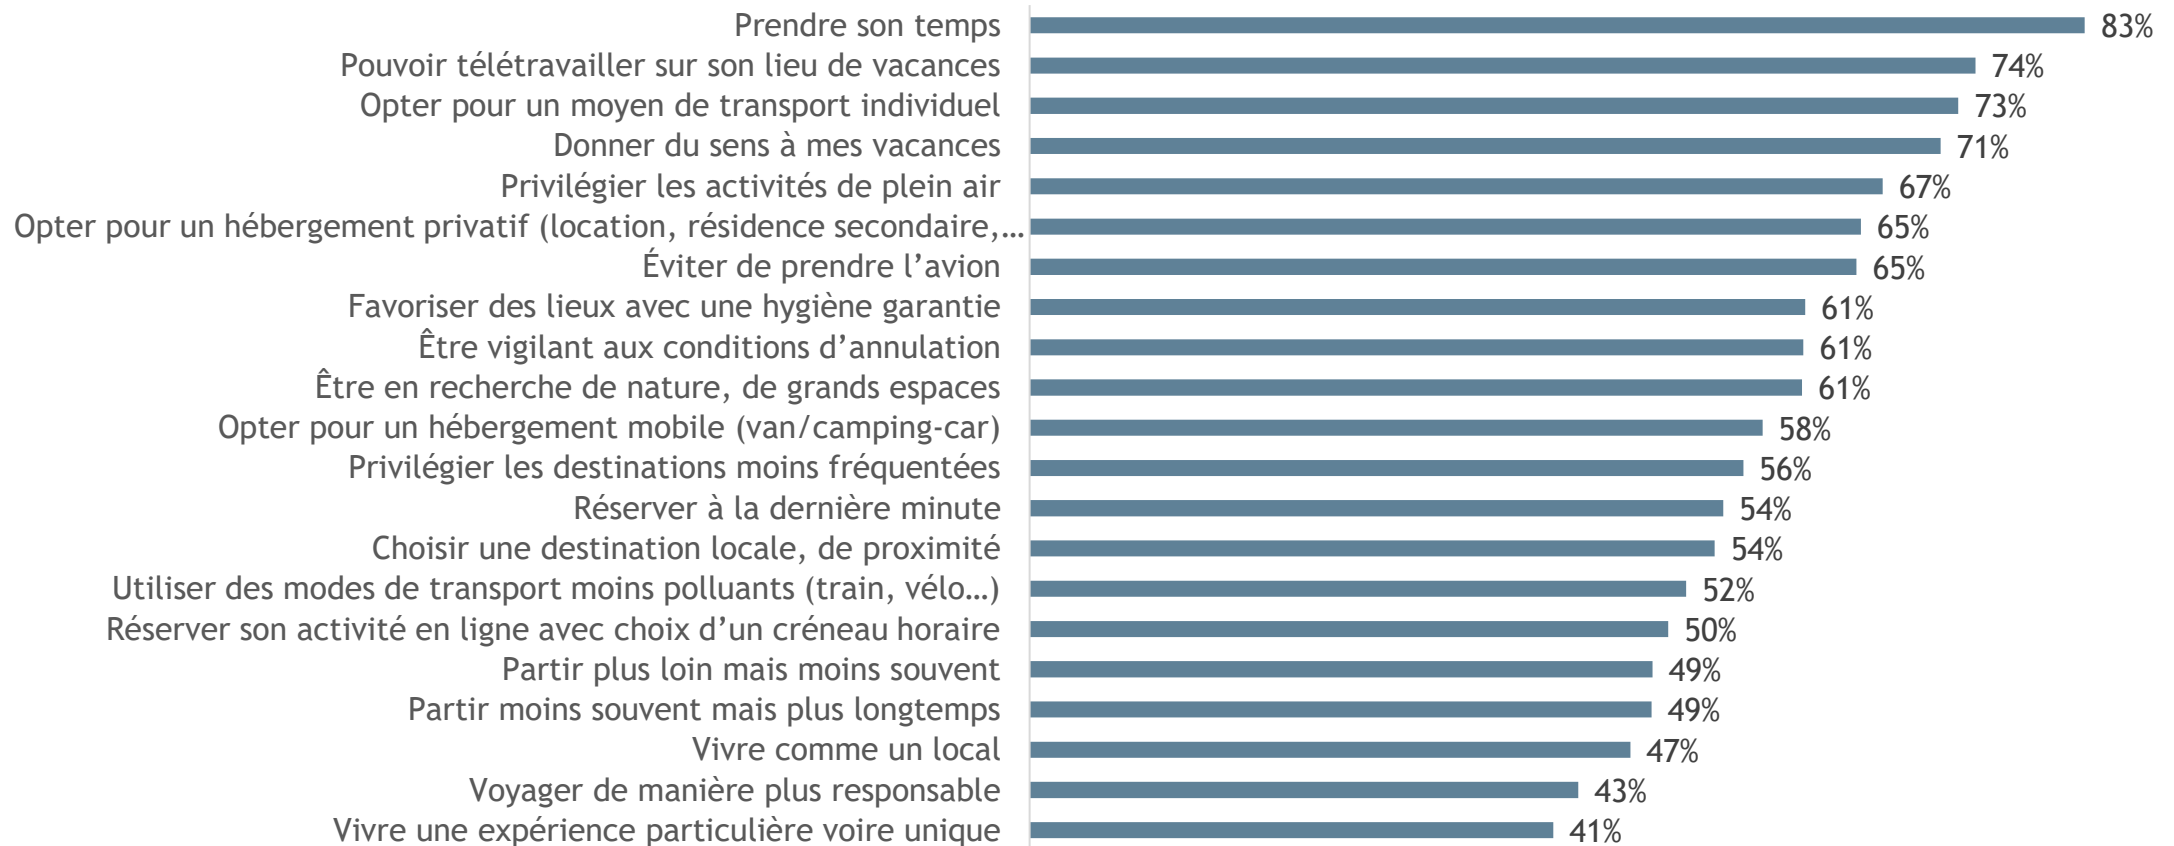 Prendre son temps 83%
Pouvoir télétravailler sur son lieu de vacances 74%
Opter pour un moyen de transport individuel 73%
Donner du sens à mes vacances 71%
Privilégier les activités de plein air 67%
Opter pour un hébergement privatif (location, résidence secondaire,… 65%
Éviter de prendre l’avion 65%
Favoriser des lieux avec une hygiène garantie 61%
Être vigilant aux conditions d’annulation 61%
Être en recherche de nature, de grands espaces 61%
Opter pour un hébergement mobile (van/camping-car) 58%
Privilégier les destinations moins fréquentées 56%
Réserver à la dernière minute 54%
Choisir une destination locale, de proximité 54%
Utiliser des modes de transport moins polluants (train, vélo…) 52%
Réserver son activité en ligne avec choix d’un créneau horaire 50%
Partir plus loin mais moins souvent 49%
Partir moins souvent mais plus longtemps 49%
Vivre comme un local 47%
Voyager de manière plus responsable 43%
Vivre une expérience particulière voire unique 41%